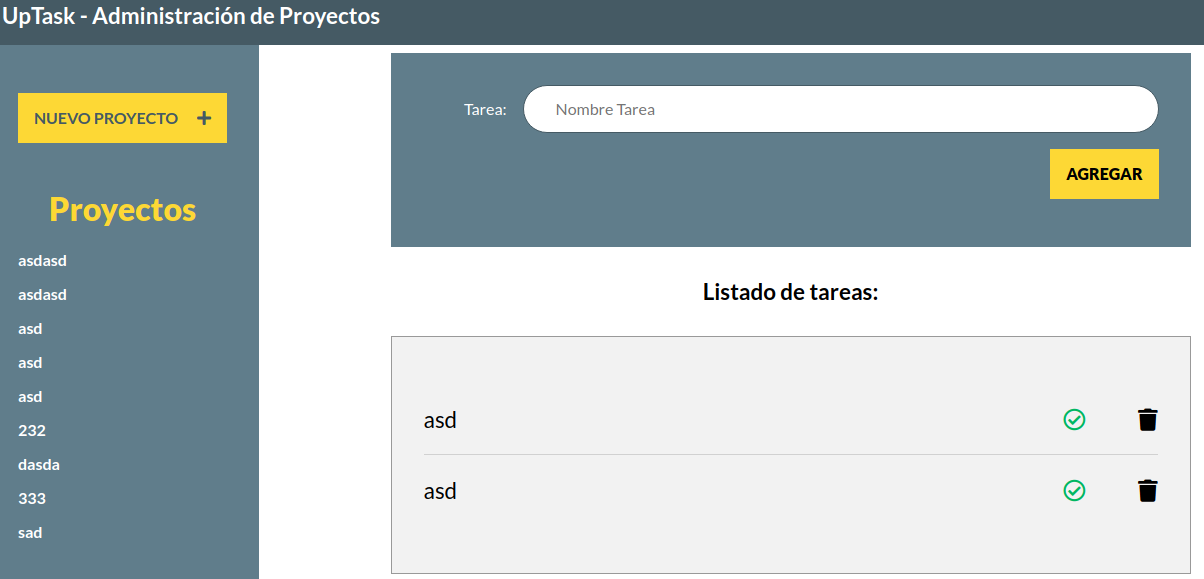 UpTask - Administración de Proyectos
NUEVO PROYECTO +
Proyectos
asdasd
asdasd
asd
asd
asd
232
dasda
333
sad
Tarea: Nombre Tarea
AGREGAR
Listado de tareas:
asd
asd